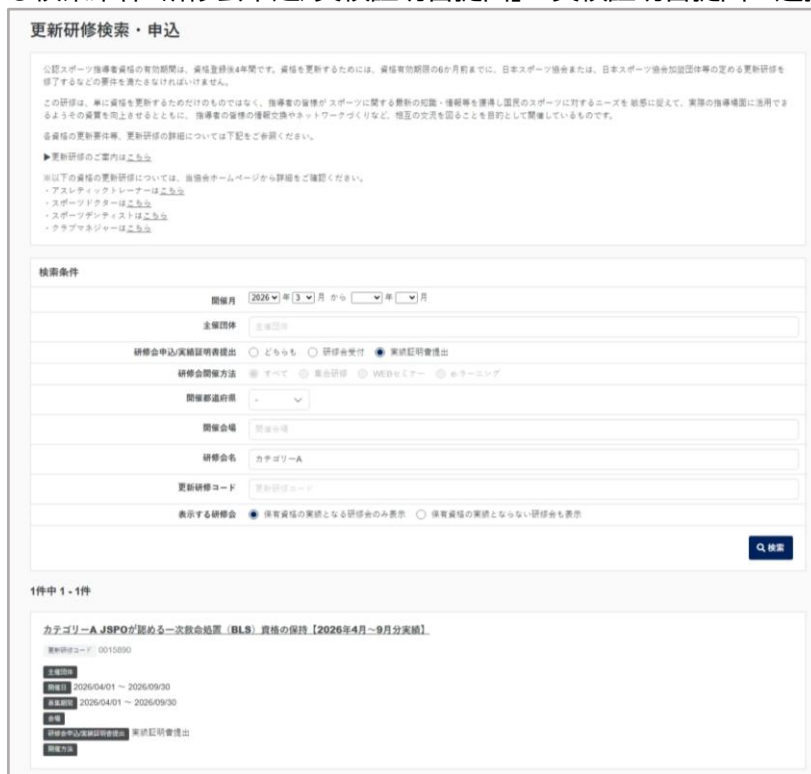 更新研修検索・申込
公認スポーツ指導者資格の有効期間は、資格登録後4年間です。資格を更新するためには、資格有効期限の6か月前までに、日本スポーツ協会または、日本スポーツ協会加盟団体等の定める更新研修を
修了するなどの要件を満たさなければいけません。
この研修は、単に資格を更新するためだけのものではなく、指導者の皆様が スポーツに関する最新の知識・情報等を獲得し国民のスポーツに対するニーズを 敏感に捉えて、実際の指導場面に活用でき
るようその資質を向上させるとともに、 指導者の皆様の情報交換やネットワークづくりなど、相互の交流を図ることを目的として開催しているものです。
各資格の更新要件等、更新研修の詳細については下記をご参照ください。
▶更新研修のご案内はこちら
※以下の資格の更新研修については、当協会ホームページから詳細をご確認ください。
・アスレティックトレーナーはこちら
・スポーツドクターはこちら
・スポーツデンティストはこちら
・クラブマネジャーはこちら
検索条件
開催月 2026 年 3 月 から 年 月
主催団体 主催団体
研修会申込/実績証明書提出 どちらも 研修会受付 実績証明書提出
研修会開催方法 すべて 集合研修 WEBセミナー e-ラーニング
開催都道府県 -
開催会場 開催会場
研修会名 カテゴリーA
更新研修コード 更新研修コード
表示する研修会 保有資格の実績となる研修会のみ表示 保有資格の実績とならない研修会も表示
検索
1件中 1 - 1件
カテゴリーA JSPOが認める一次救命処置（BLS）資格の保持【2026年4月～9月分実績】
更新研修コード 0015890
主催団体
開催日 2026/04/01 ～ 2026/09/30
募集期間 2026/04/01 ～ 2026/09/30
会場
研修会申込/実績証明書提出 実績証明書提出
開催方法